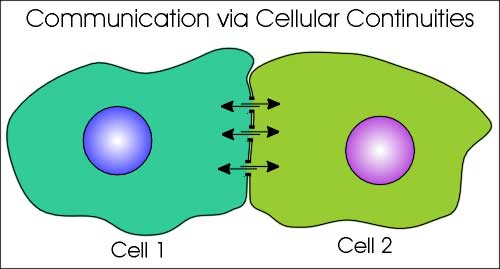 Communication via Cellular Continuities
Cell 1
Cell 2